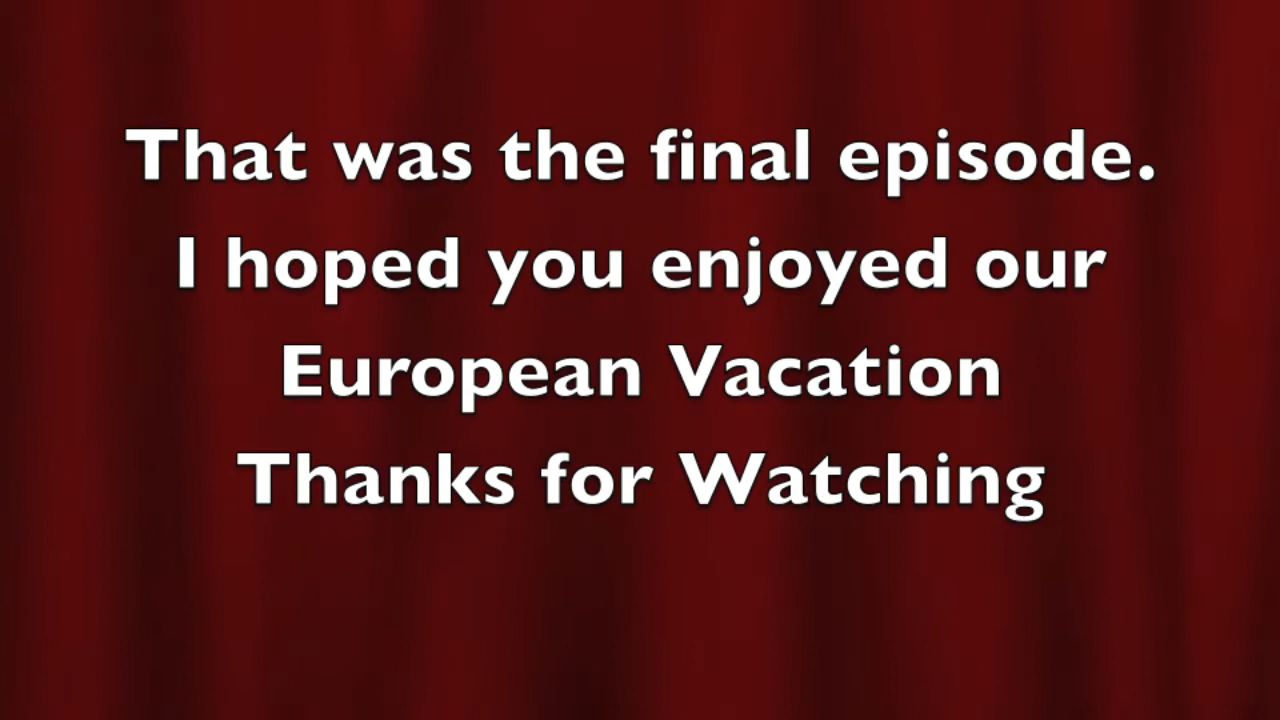 That was the final episode.
I hoped you enjoyed our
European Vacation
Thanks for Watching